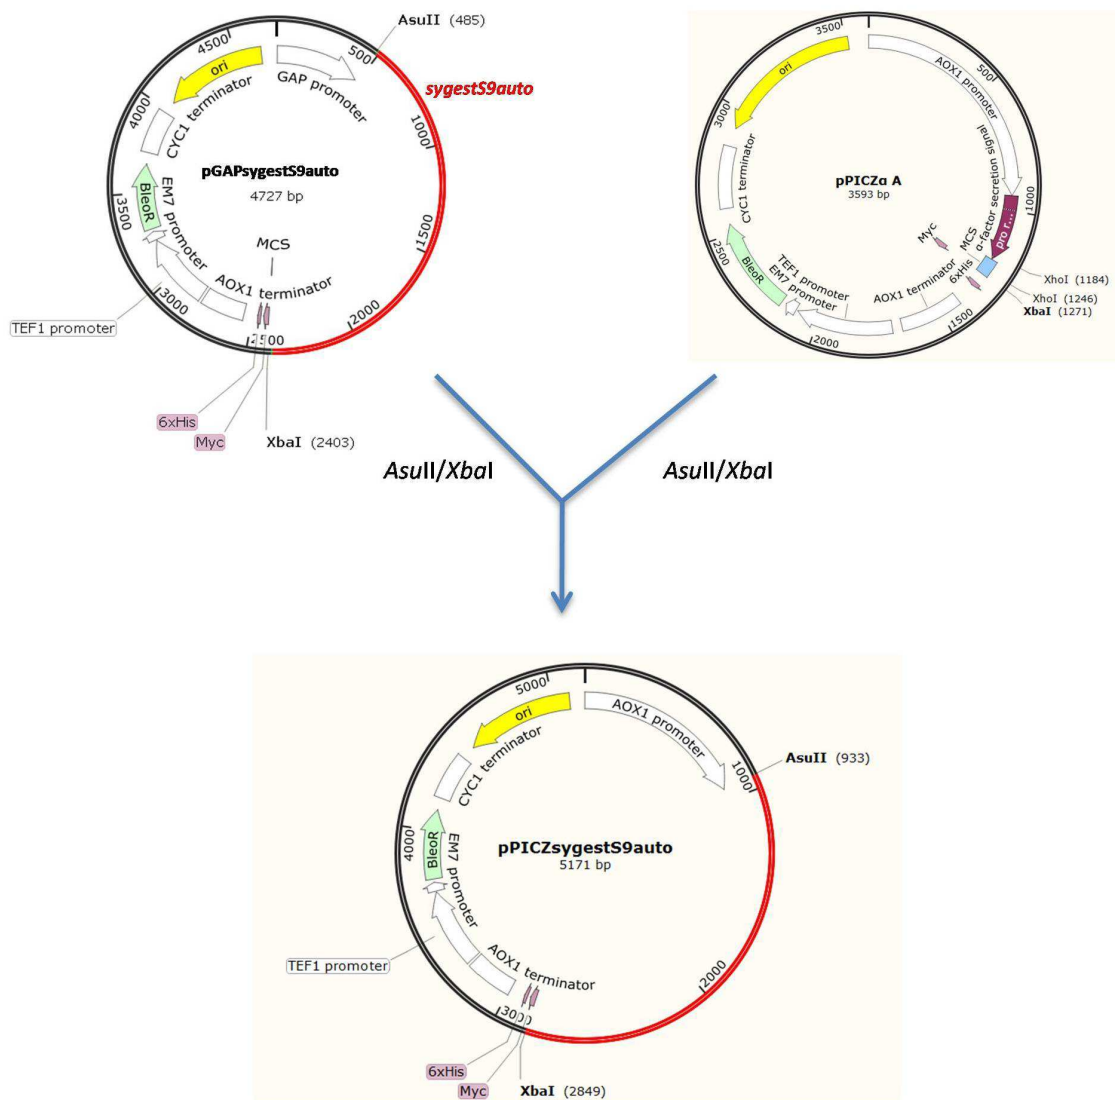 AsuII (485)
500
4500
ori
GAP promoter
sygestS9auto
4000
CYC1 terminator
1000
pGAPsygestS9auto
4727 bp
BleoR
EM7 promoter
3500
1500
MCS
AOX1 terminator
3000
TEF1 promoter
2000
6xHis
Myc
XbaI (2403)
3500
ori
AOX1 promoter
500
3000
CYC1 terminator
α-factor secretion signal
pPICZα A
3593 bp
pro r...
1000
Myc
MCS
2500
BleoR
TEF1 promoter
EM7 promoter
AOX1 terminator
6xHis
XhoI (1184)
XhoI (1246)
XbaI (1271)
1500
2000
AsuII/XbaI
AsuII/XbaI
5000
ori
AOX1 promoter
AsuII (933)
1000
CYC1 terminator
4000
BleoR
EM7 promoter
pPICZsygestS9auto
5171 bp
TEF1 promoter
AOX1 terminator
2000
3000
6xHis
Myc
XbaI (2849)